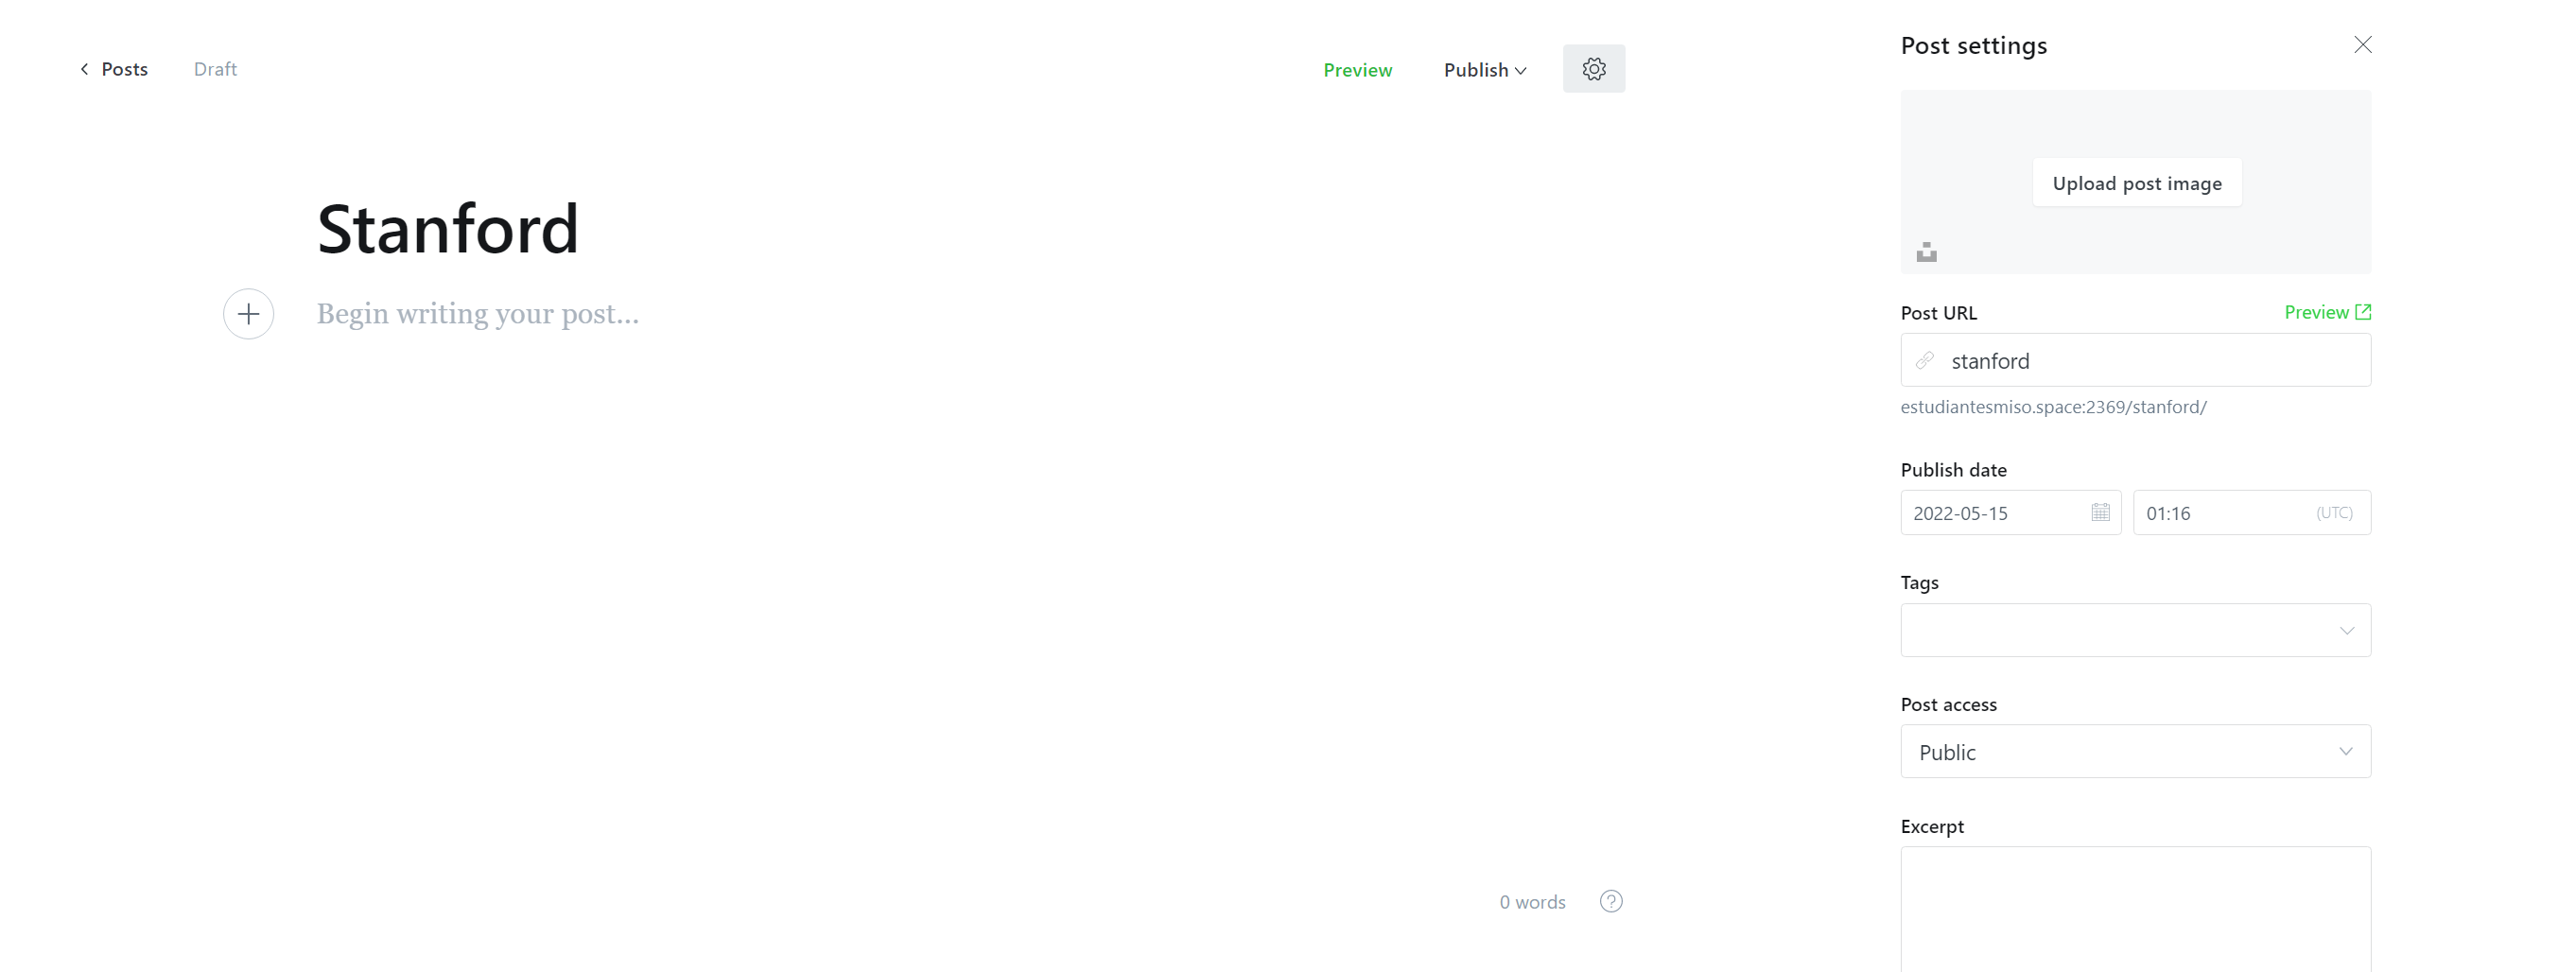 Posts Draft Preview Publish
Stanford
Begin writing your post...
0 words
Post settings
Upload post image
Post URL Preview
stanford
estudiantesmiso.space:2369/stanford/
Publish date
2022-05-15 01:16 (UTC)
Tags
Post access
Public
Excerpt